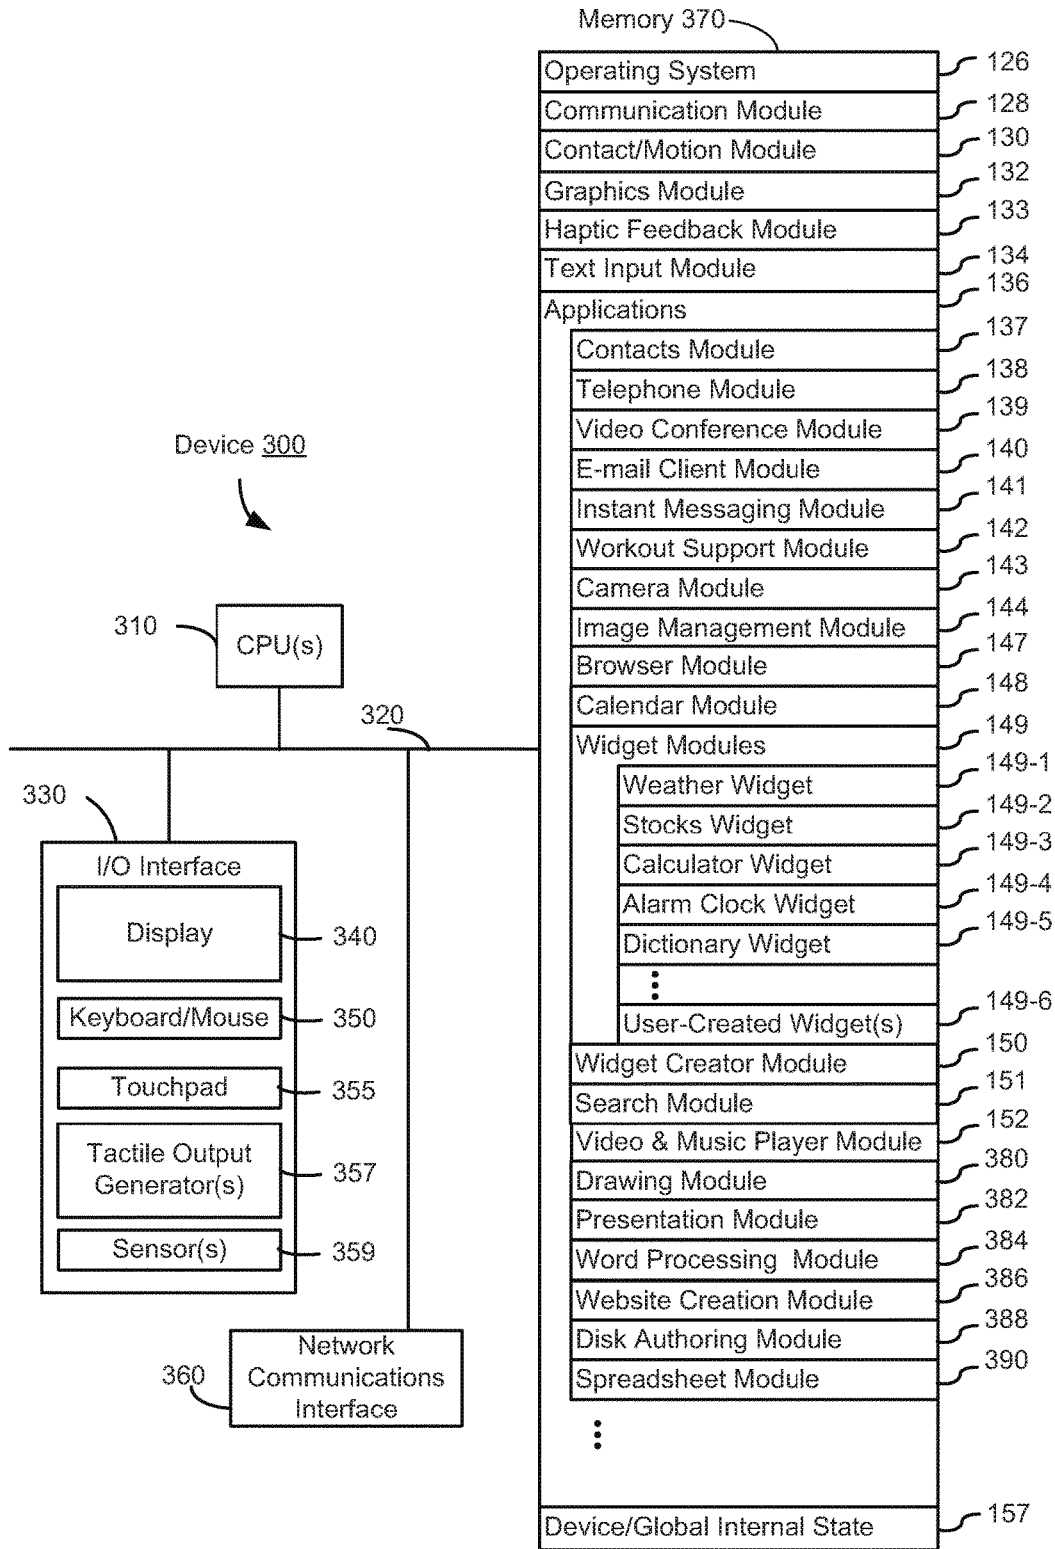 Memory 370
Operating System 126
Communication Module 128
Contact/Motion Module 130
Graphics Module 132
Haptic Feedback Module 133
Text Input Module 134
Applications 136
Contacts Module 137
Telephone Module 138
Video Conference Module 139
E-mail Client Module 140
Instant Messaging Module 141
Workout Support Module 142
Camera Module 143
Image Management Module 144
Browser Module 147
Calendar Module 148
Widget Modules 149
Weather Widget 149-1
Stocks Widget 149-2
Calculator Widget 149-3
Alarm Clock Widget 149-4
Dictionary Widget 149-5
User-Created Widget(s) 149-6
Widget Creator Module 150
Search Module 151
Video & Music Player Module 152
Drawing Module 380
Presentation Module 382
Word Processing Module 384
Website Creation Module 386
Disk Authoring Module 388
Spreadsheet Module 390
Device/Global Internal State 157
Device 300
310
CPU(s)
320
330
I/O Interface
Display 340
Keyboard/Mouse 350
Touchpad 355
Tactile Output
Generator(s) 357
Sensor(s) 359
360
Network
Communications
Interface